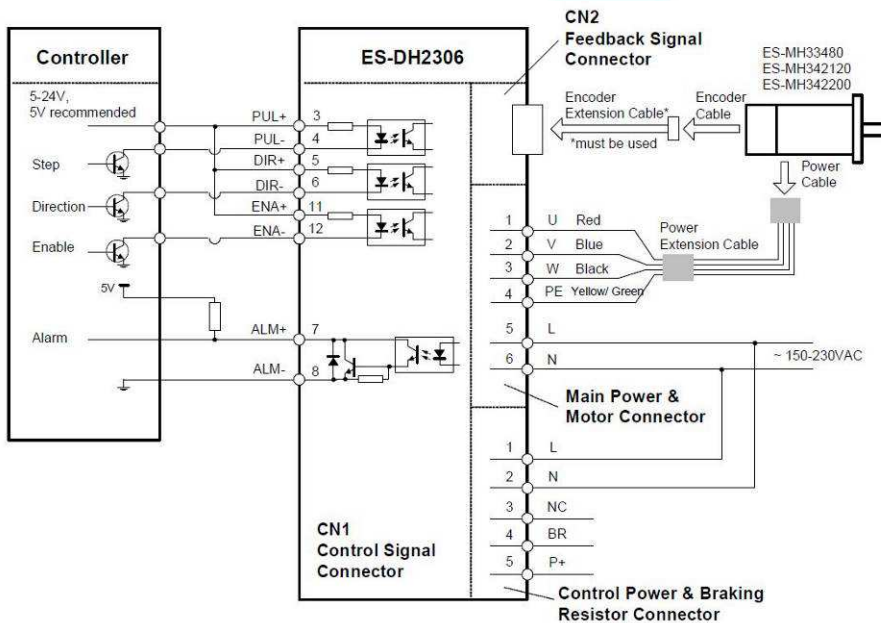 Controller
5-24V,
5V recommended
Step
Direction
Enable
5V
Alarm
PUL+ 3
PUL- 4
DIR+ 5
DIR- 6
ENA+ 11
ENA- 12
ALM+ 7
ALM- 8
ES-DH2306
CN1
Control Signal
Connector
CN2
Feedback Signal
Connector
Encoder
Extension Cable*
*must be used
Encoder
Cable
ES-MH33480
ES-MH342120
ES-MH342200
Power
Cable
1 U Red
2 V Blue
3 W Black
4 PE Yellow/ Green
Power
Extension Cable
5 L
6 N
~ 150-230VAC
Main Power &
Motor Connector
1 L
2 N
3 NC
4 BR
5 P+
Control Power & Braking
Resistor Connector